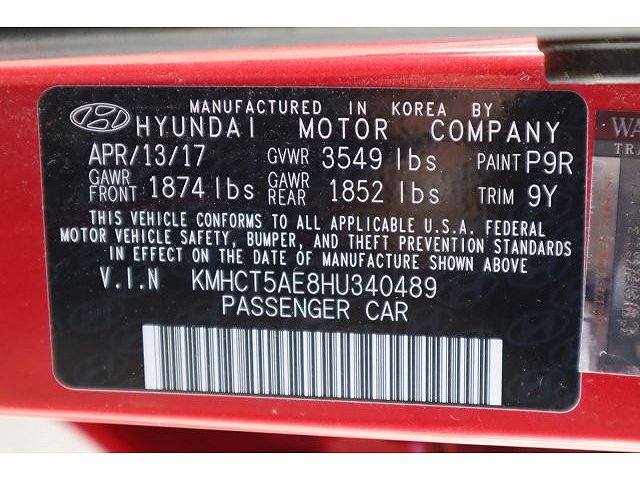 MANUFACTURED IN KOREA BY
HYUNDAI MOTOR COMPANY
APR/13/17 GVWR 3549 lbs PAINT P9R
GAWR FRONT 1874 lbs GAWR REAR 1852 lbs TRIM 9Y
THIS VEHICLE CONFORMS TO ALL APPLICABLE U.S.A. FEDERAL
MOTOR VEHICLE SAFETY, BUMPER, AND THEFT PREVENTION STANDARDS
IN EFFECT ON THE DATE OF MANUFACTURE SHOWN ABOVE
V.I.N KMHCT5AE8HU340489
PASSENGER CAR